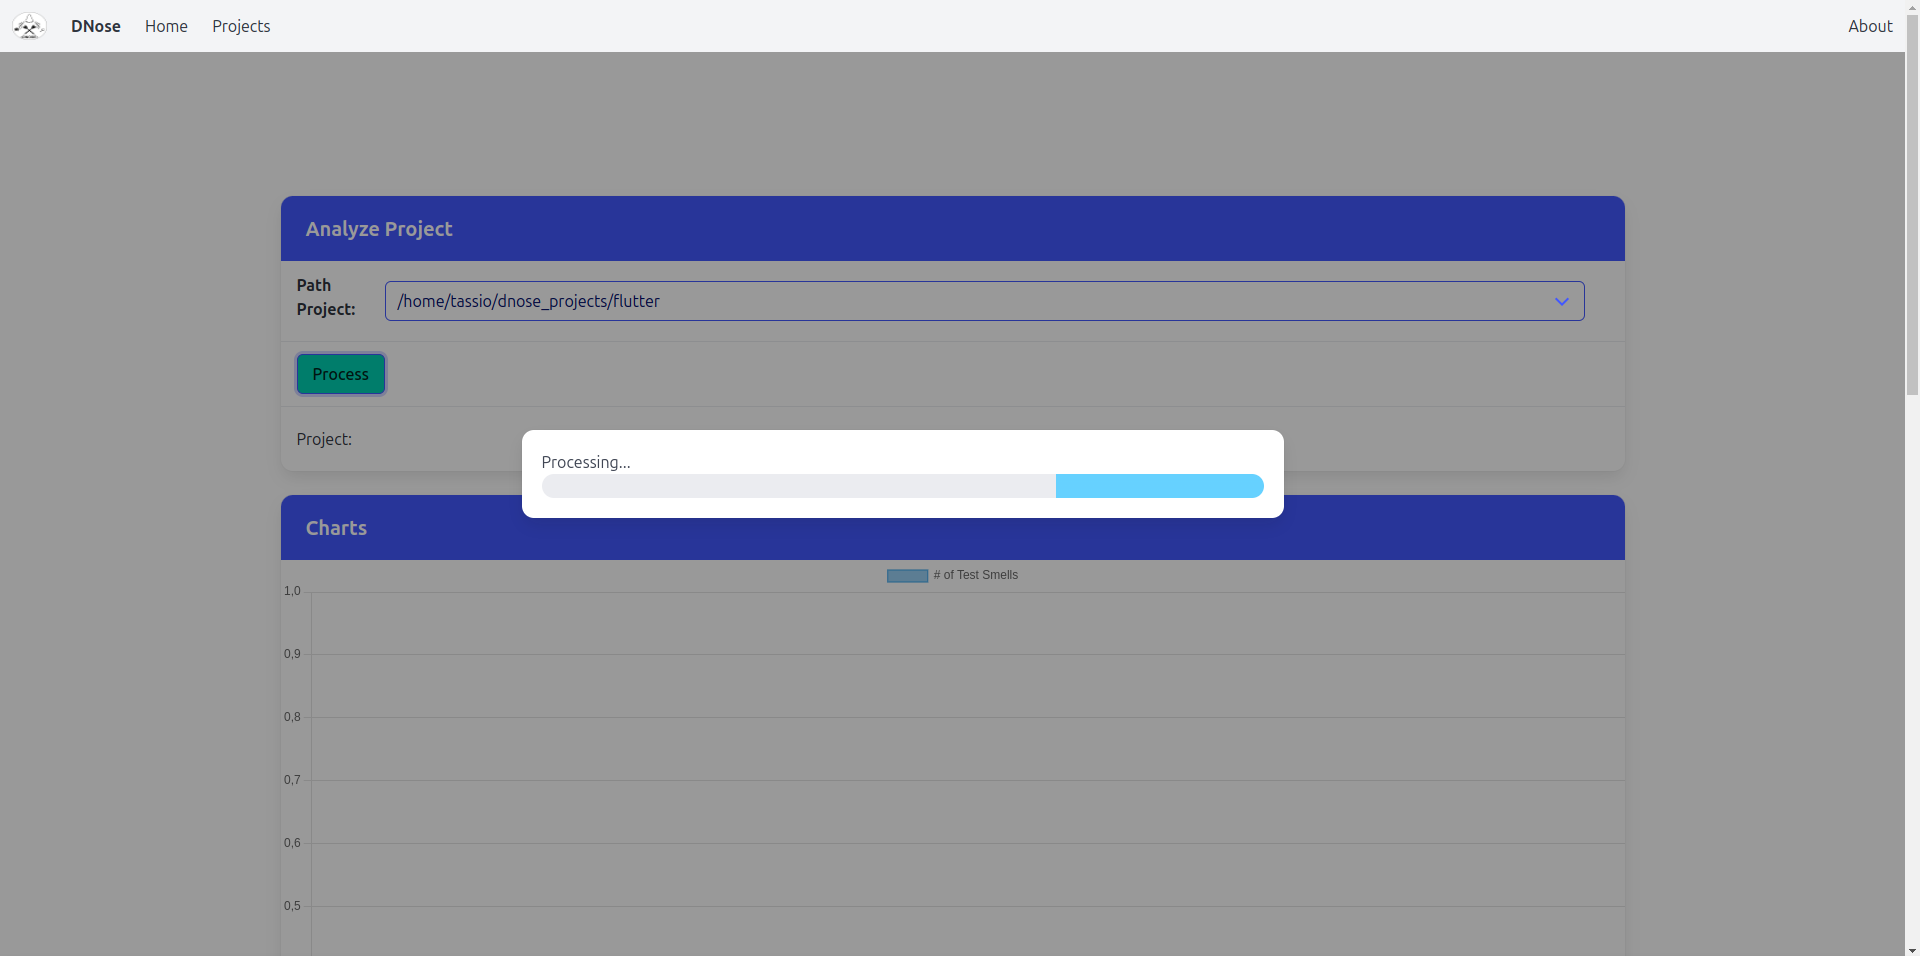 DNose Home Projects About
Analyze Project
Path
Project:
/home/tassio/dnose_projects/flutter
Process
Project:
Processing...
Charts
# of Test Smells
1,0
0,9
0,8
0,7
0,6
0,5